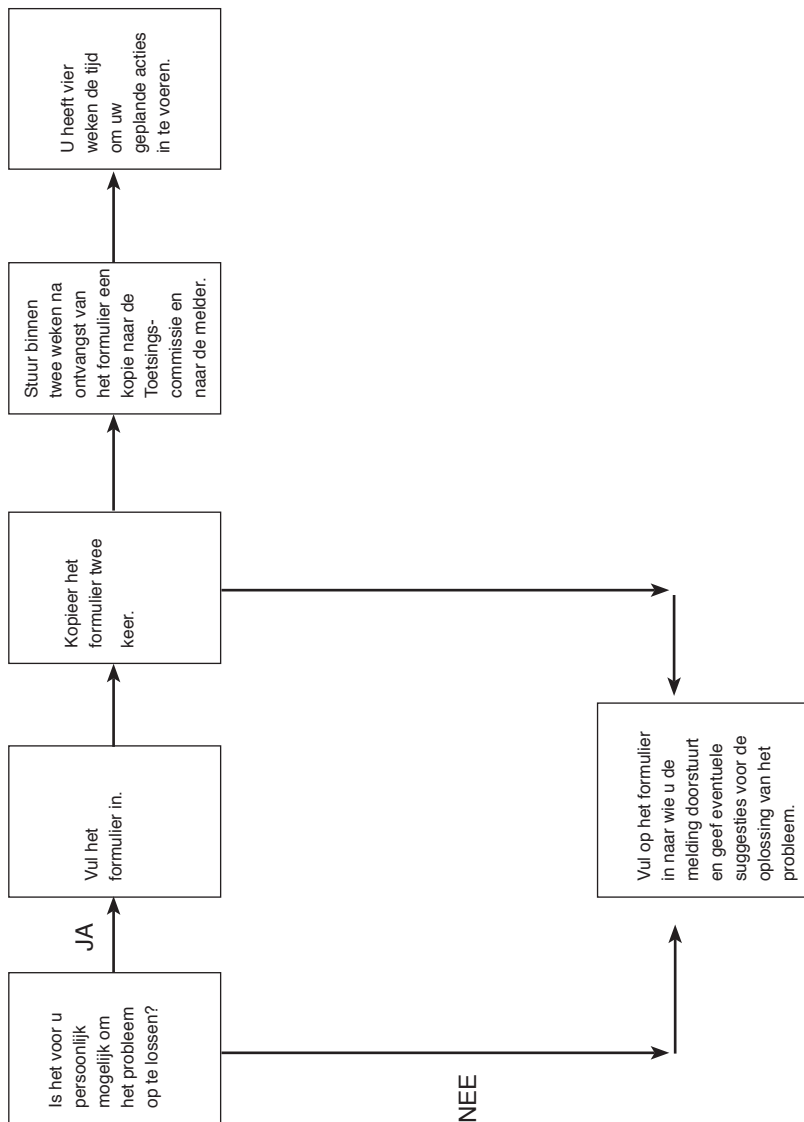 Is het voor u
persoonlijk
mogelijk om
het probleem
op te lossen?
JA
Vul het
formulier in.
Kopieer het
formulier twee
keer.
Stuur binnen
twee weken na
ontvangst van
het formulier een
kopie naar de
Toetsings-
commissie en
naar de melder.
U heeft vier
weken de tijd
om uw
geplande acties
in te voeren.
NEE
Vul op het formulier
in naar wie u de
melding doorstuurt
en geef eventuele
suggesties voor de
oplossing van het
probleem.